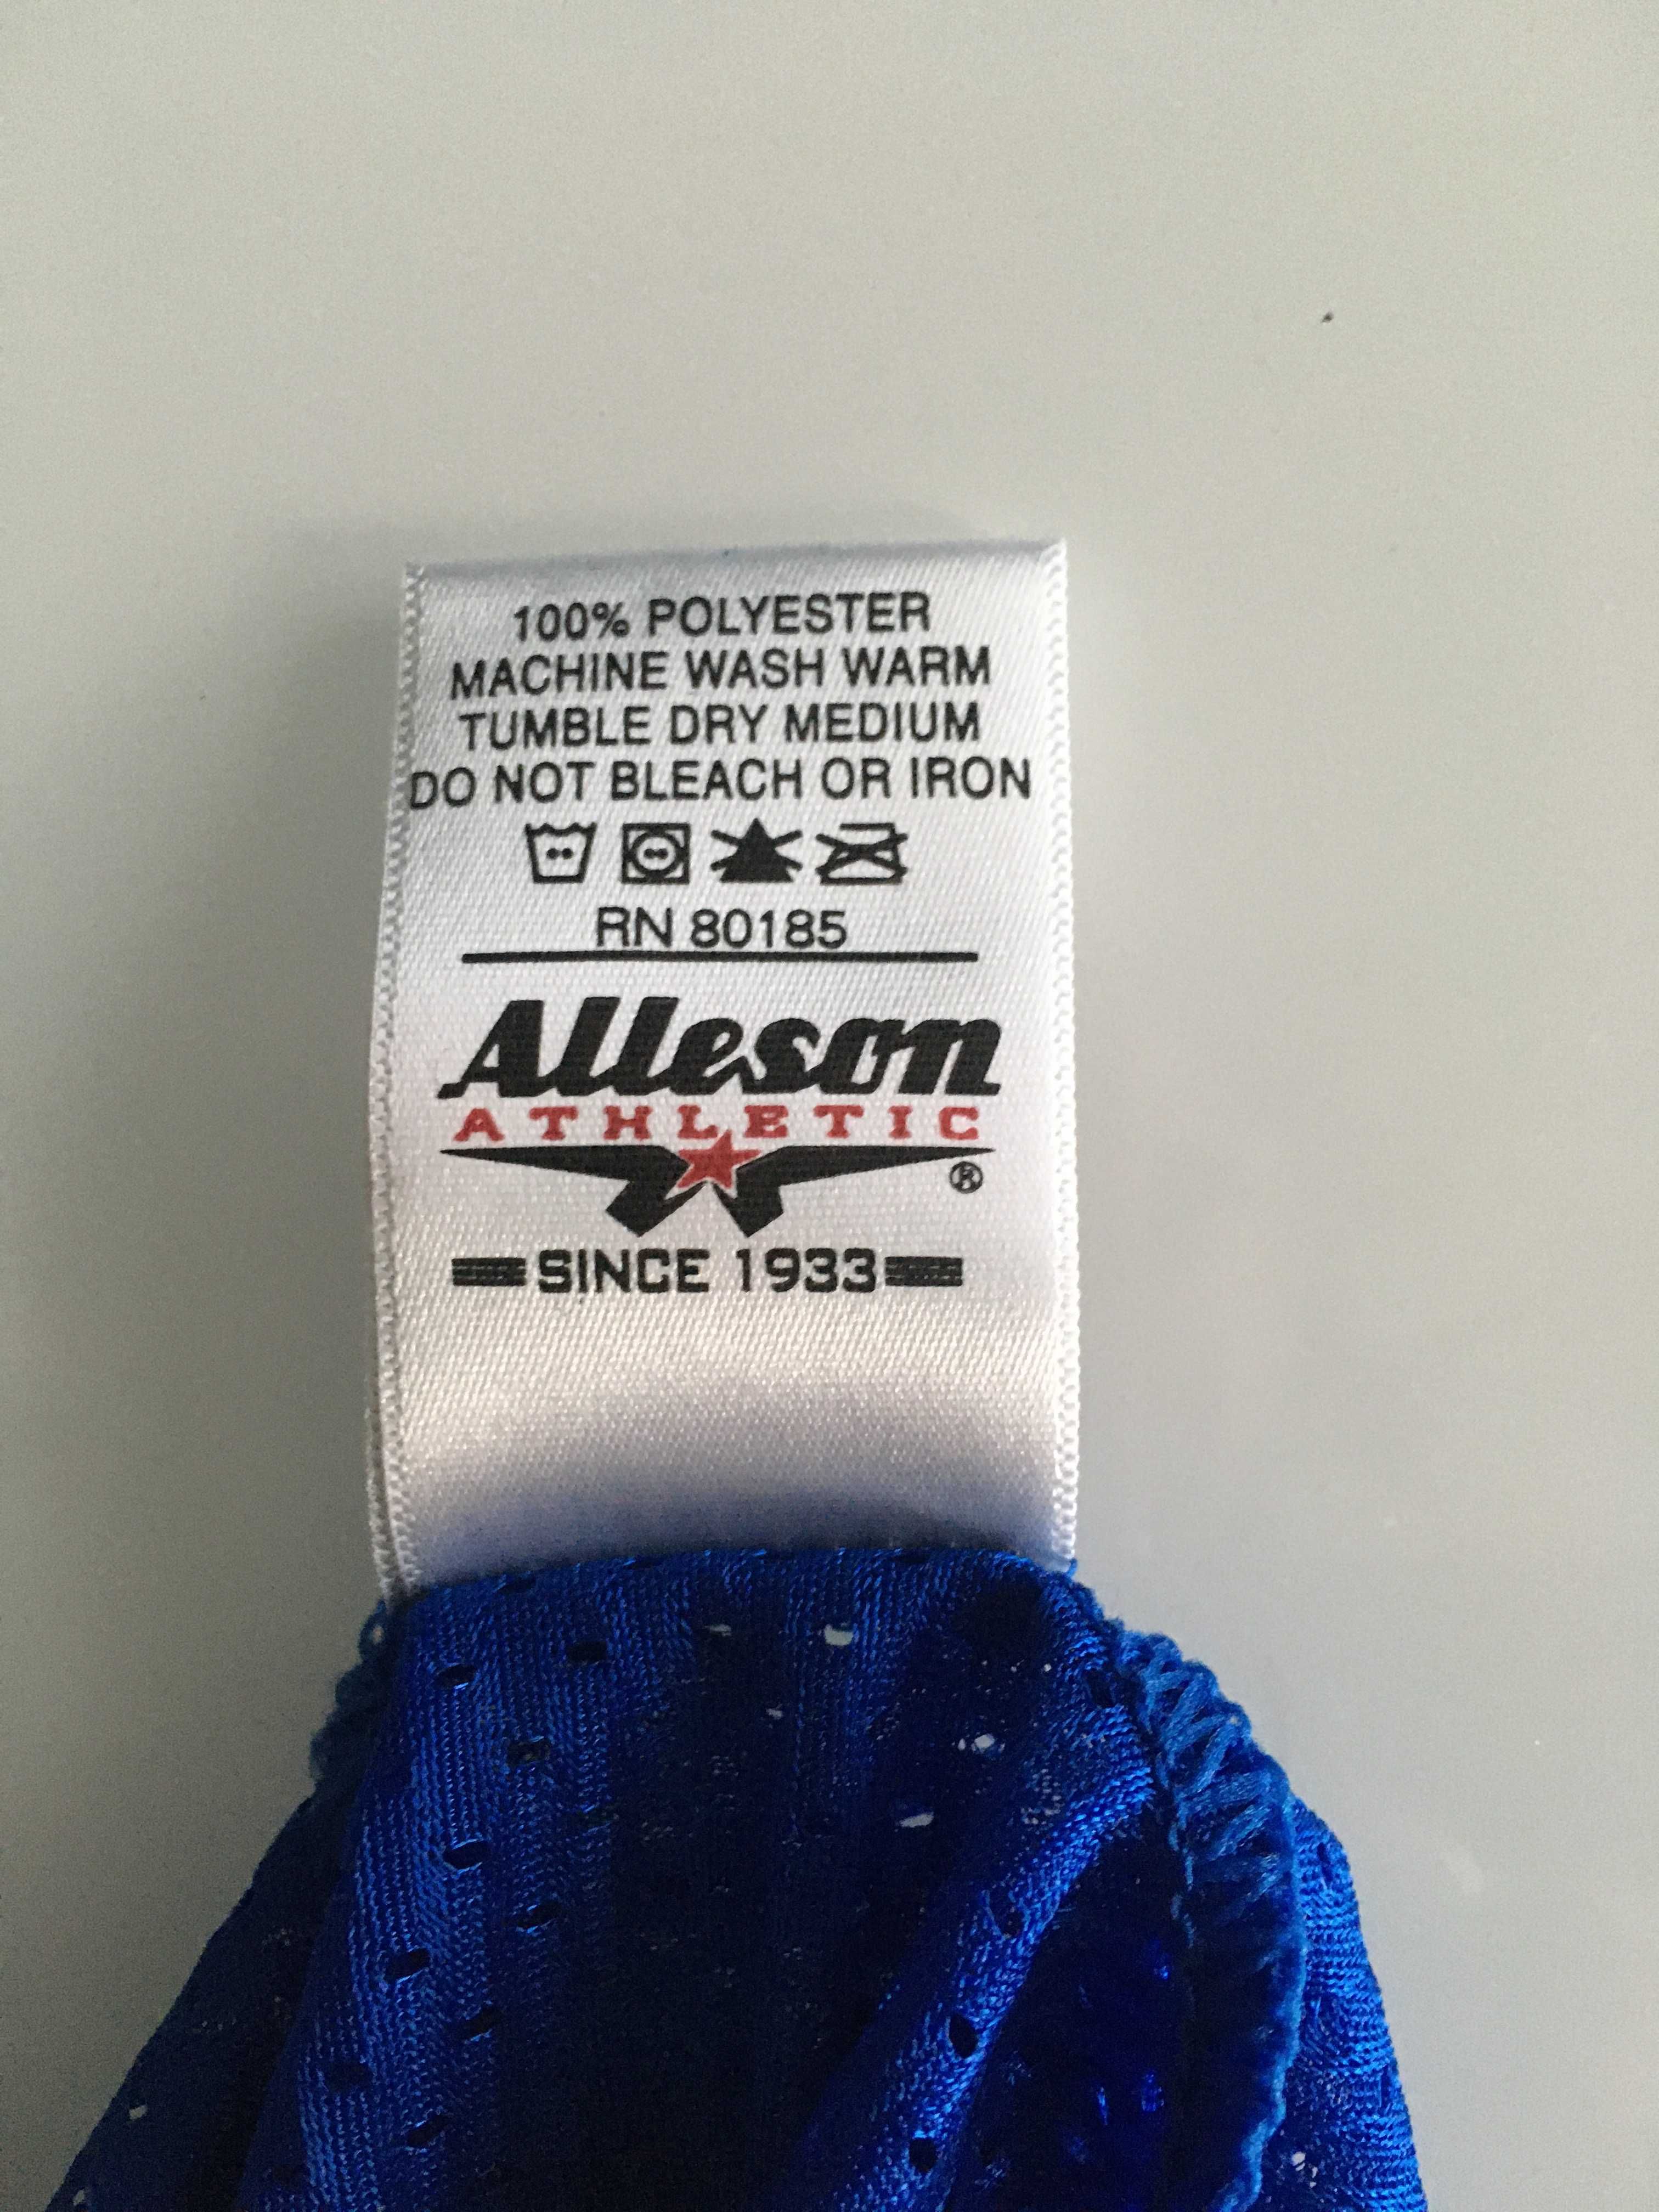 100% POLYESTER
MACHINE WASH WARM
TUMBLE DRY MEDIUM
DO NOT BLEACH OR IRON
RN 80185
Alleson
ATHLETIC
®
SINCE 1933